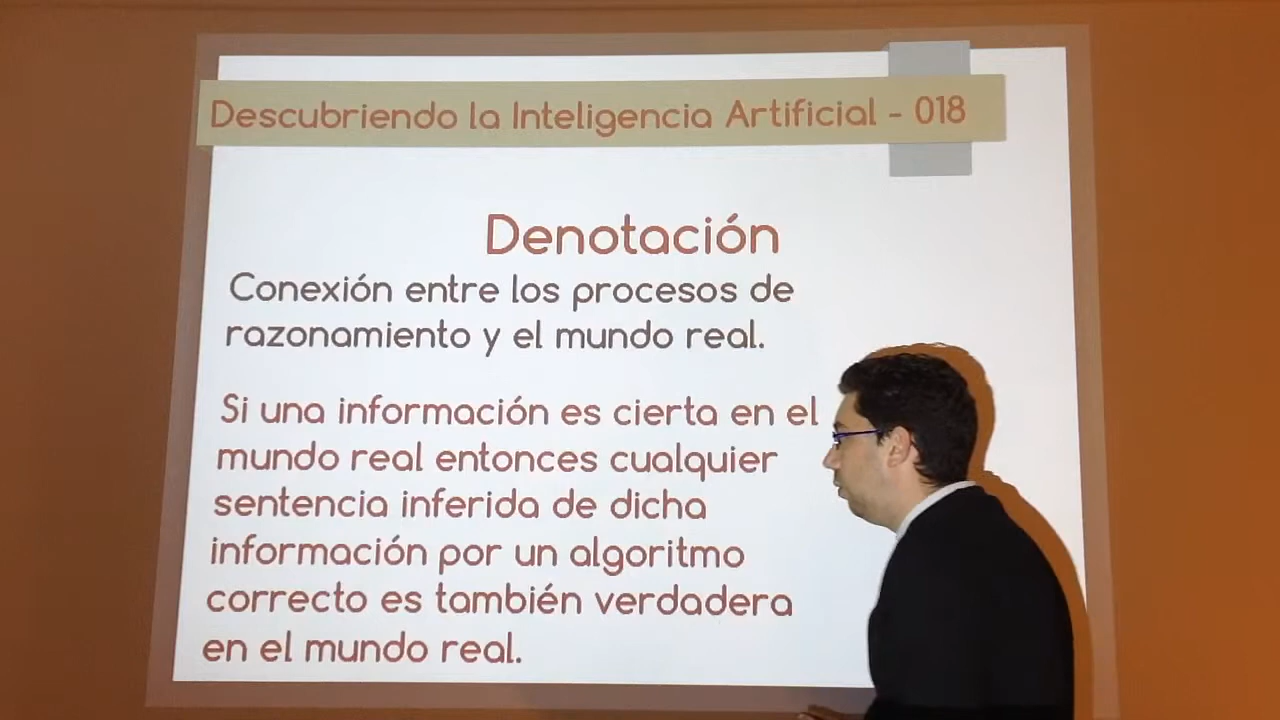 Descubriendo la Inteligencia Artificial - 018
Denotación
Conexión entre los procesos de
razonamiento y el mundo real.
Si una información es cierta en el
mundo real entonces cualquier
sentencia inferida de dicha
información por un algoritmo
correcto es también verdadera
en el mundo real.